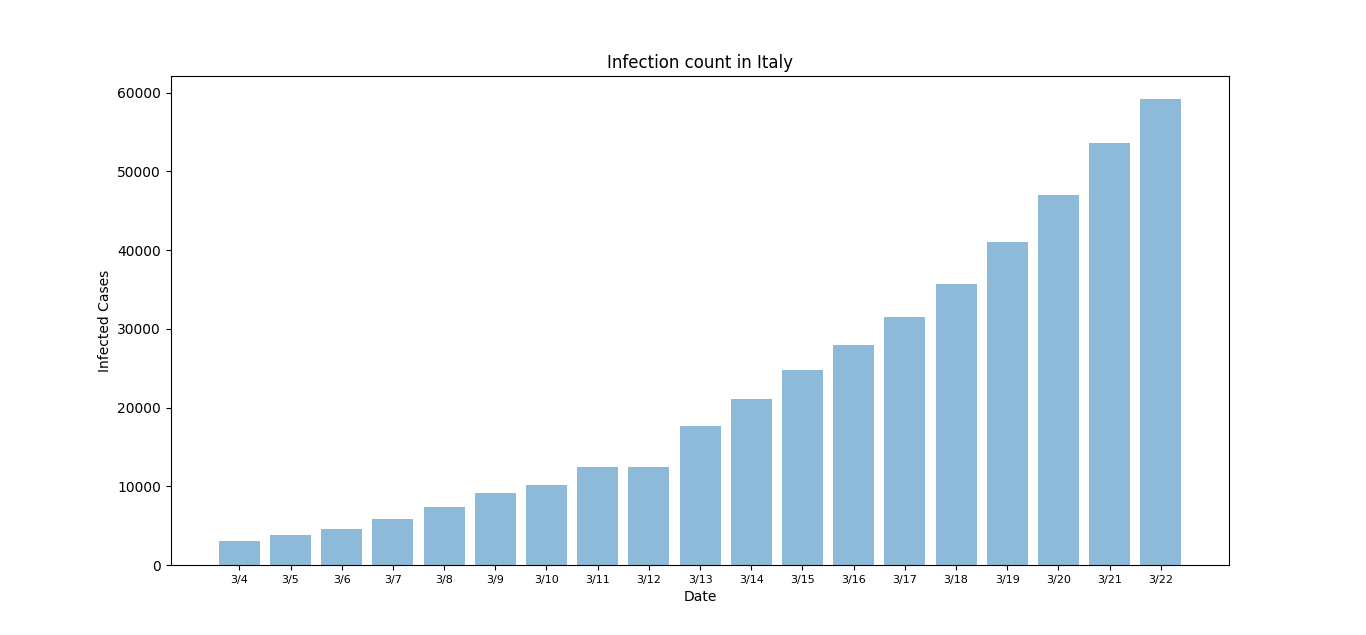 Infection count in Italy
60000
50000
40000
30000
20000
10000
0
Infected Cases
3/4 3/5 3/6 3/7 3/8 3/9 3/10 3/11 3/12 3/13 3/14 3/15 3/16 3/17 3/18 3/19 3/20 3/21 3/22
Date